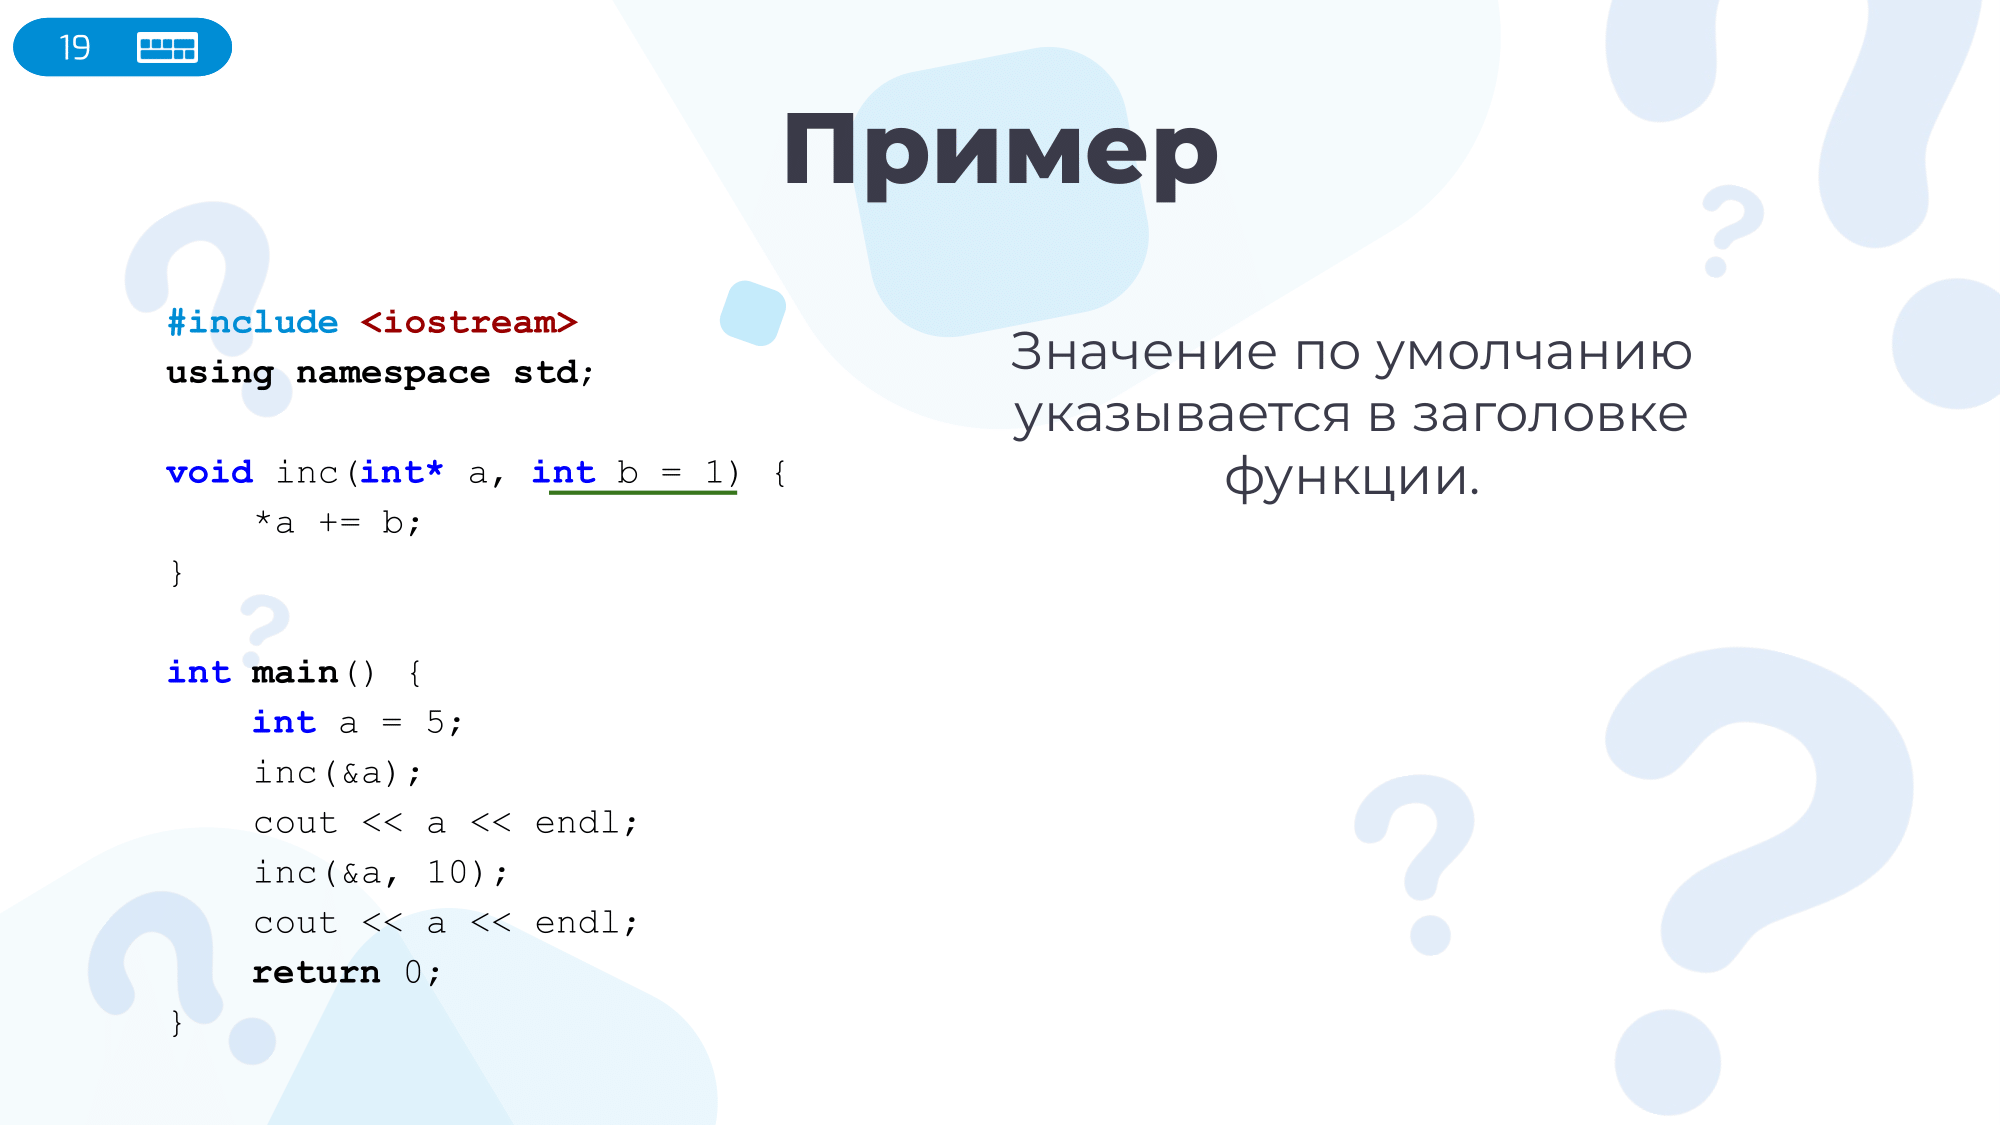 19
Пример
#include <iostream>
using namespace std;
void inc(int* a, int b = 1) {
    *a += b;
}
int main() {
    int a = 5;
    inc(&a);
    cout << a << endl;
    inc(&a, 10);
    cout << a << endl;
    return 0;
}
Значение по умолчанию
указывается в заголовке
функции.